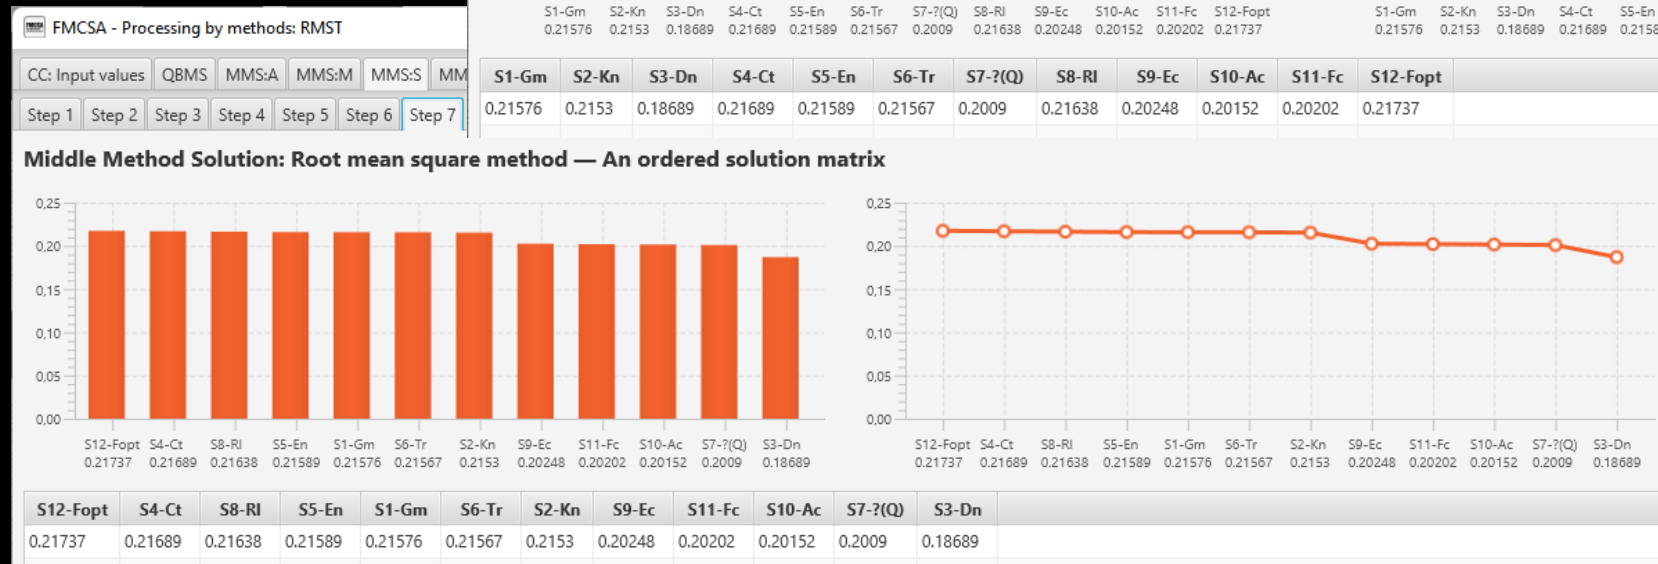 FMCSA - Processing by methods: RMST
CC: Input values QBMS MMS:A MMS:M MMS:S MM
Step 1 Step 2 Step 3 Step 4 Step 5 Step 6 Step 7
S1-Gm S2-Kn S3-Dn S4-Ct S5-En S6-Tr S7-?(Q) S8-Rl S9-Ec S10-Ac S11-Fc S12-Fopt
0.21576 0.2153 0.18689 0.21689 0.21589 0.21567 0.2009 0.21638 0.20248 0.20152 0.20202 0.21737
S1-Gm S2-Kn S3-Dn S4-Ct S5-En
0.21576 0.2153 0.18689 0.21689 0.2158
S1-Gm S2-Kn S3-Dn S4-Ct S5-En S6-Tr S7-?(Q) S8-Rl S9-Ec S10-Ac S11-Fc S12-Fopt
0.21576 0.2153 0.18689 0.21689 0.21589 0.21567 0.2009 0.21638 0.20248 0.20152 0.20202 0.21737
Middle Method Solution: Root mean square method — An ordered solution matrix
0,25
0,20
0,15
0,10
0,05
0,00
S12-Fopt S4-Ct S8-Rl S5-En S1-Gm S6-Tr S2-Kn S9-Ec S11-Fc S10-Ac S7-?(Q) S3-Dn
0.21737 0.21689 0.21638 0.21589 0.21576 0.21567 0.2153 0.20248 0.20202 0.20152 0.2009 0.18689
0,25
0,20
0,15
0,10
0,05
0,00
S12-Fopt S4-Ct S8-Rl S5-En S1-Gm S6-Tr S2-Kn S9-Ec S11-Fc S10-Ac S7-?(Q) S3-Dn
0.21737 0.21689 0.21638 0.21589 0.21576 0.21567 0.2153 0.20248 0.20202 0.20152 0.2009 0.18689
S12-Fopt S4-Ct S8-Rl S5-En S1-Gm S6-Tr S2-Kn S9-Ec S11-Fc S10-Ac S7-?(Q) S3-Dn
0.21737 0.21689 0.21638 0.21589 0.21576 0.21567 0.2153 0.20248 0.20202 0.20152 0.2009 0.18689